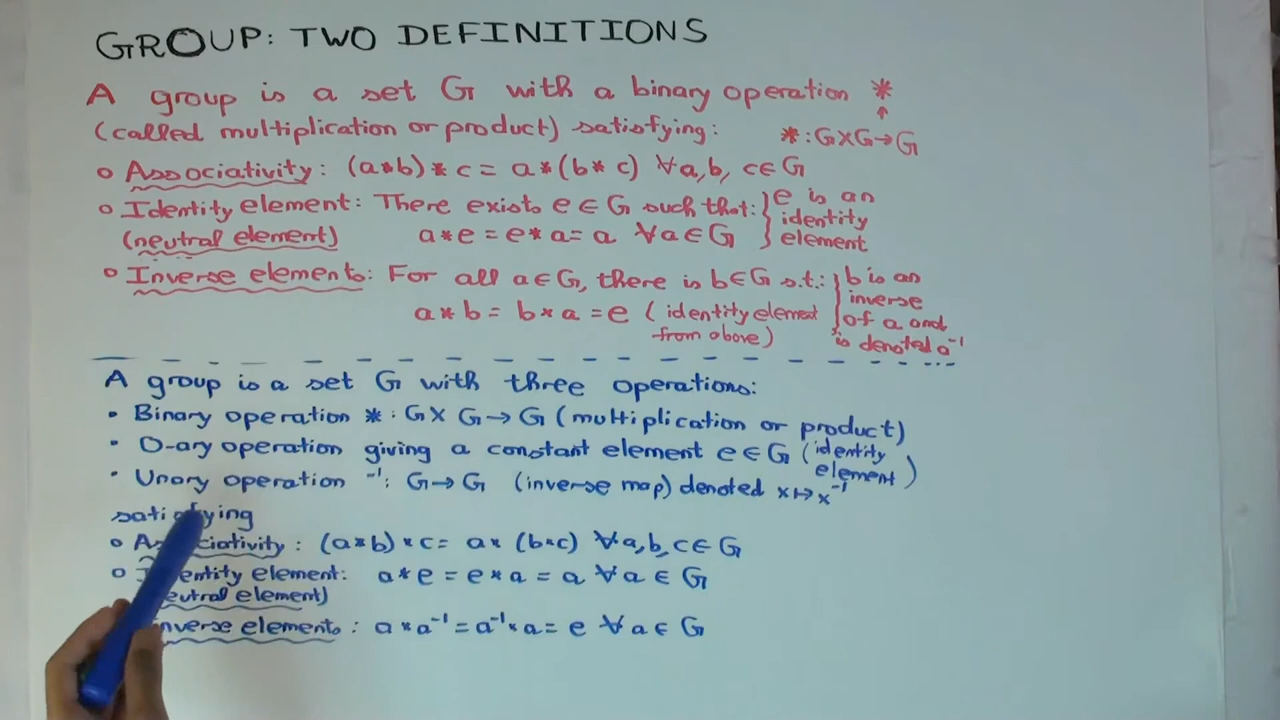 GROUP: TWO DEFINITIONS
A group is a set G with a binary operation *
(called multiplication or product) satisfying: *: G×G→G
Associativity: (a*b)*c = a*(b*c) ∀a,b,c∈G
Identity element: There exists e∈G such that: } e is an
(neutral element) a*e = e*a = a ∀a∈G } identity element
Inverse elements: For all a∈G, there is b∈G s.t.: } b is an
a*b = b*a = e (identity element from above) inverse of a and is denoted a⁻¹
A group is a set G with three operations:
• Binary operation *: G×G→G (multiplication or product)
• 0-ary operation giving a constant element e∈G (identity element)
• Unary operation ⁻¹: G→G (inverse map) denoted x↦x⁻¹
satisfying
Associativity: (a*b)*c = a*(b*c) ∀a,b,c∈G
Identity element: a*e = e*a = a ∀a∈G
(neutral element)
Inverse elements: a*a⁻¹ = a⁻¹*a = e ∀a∈G